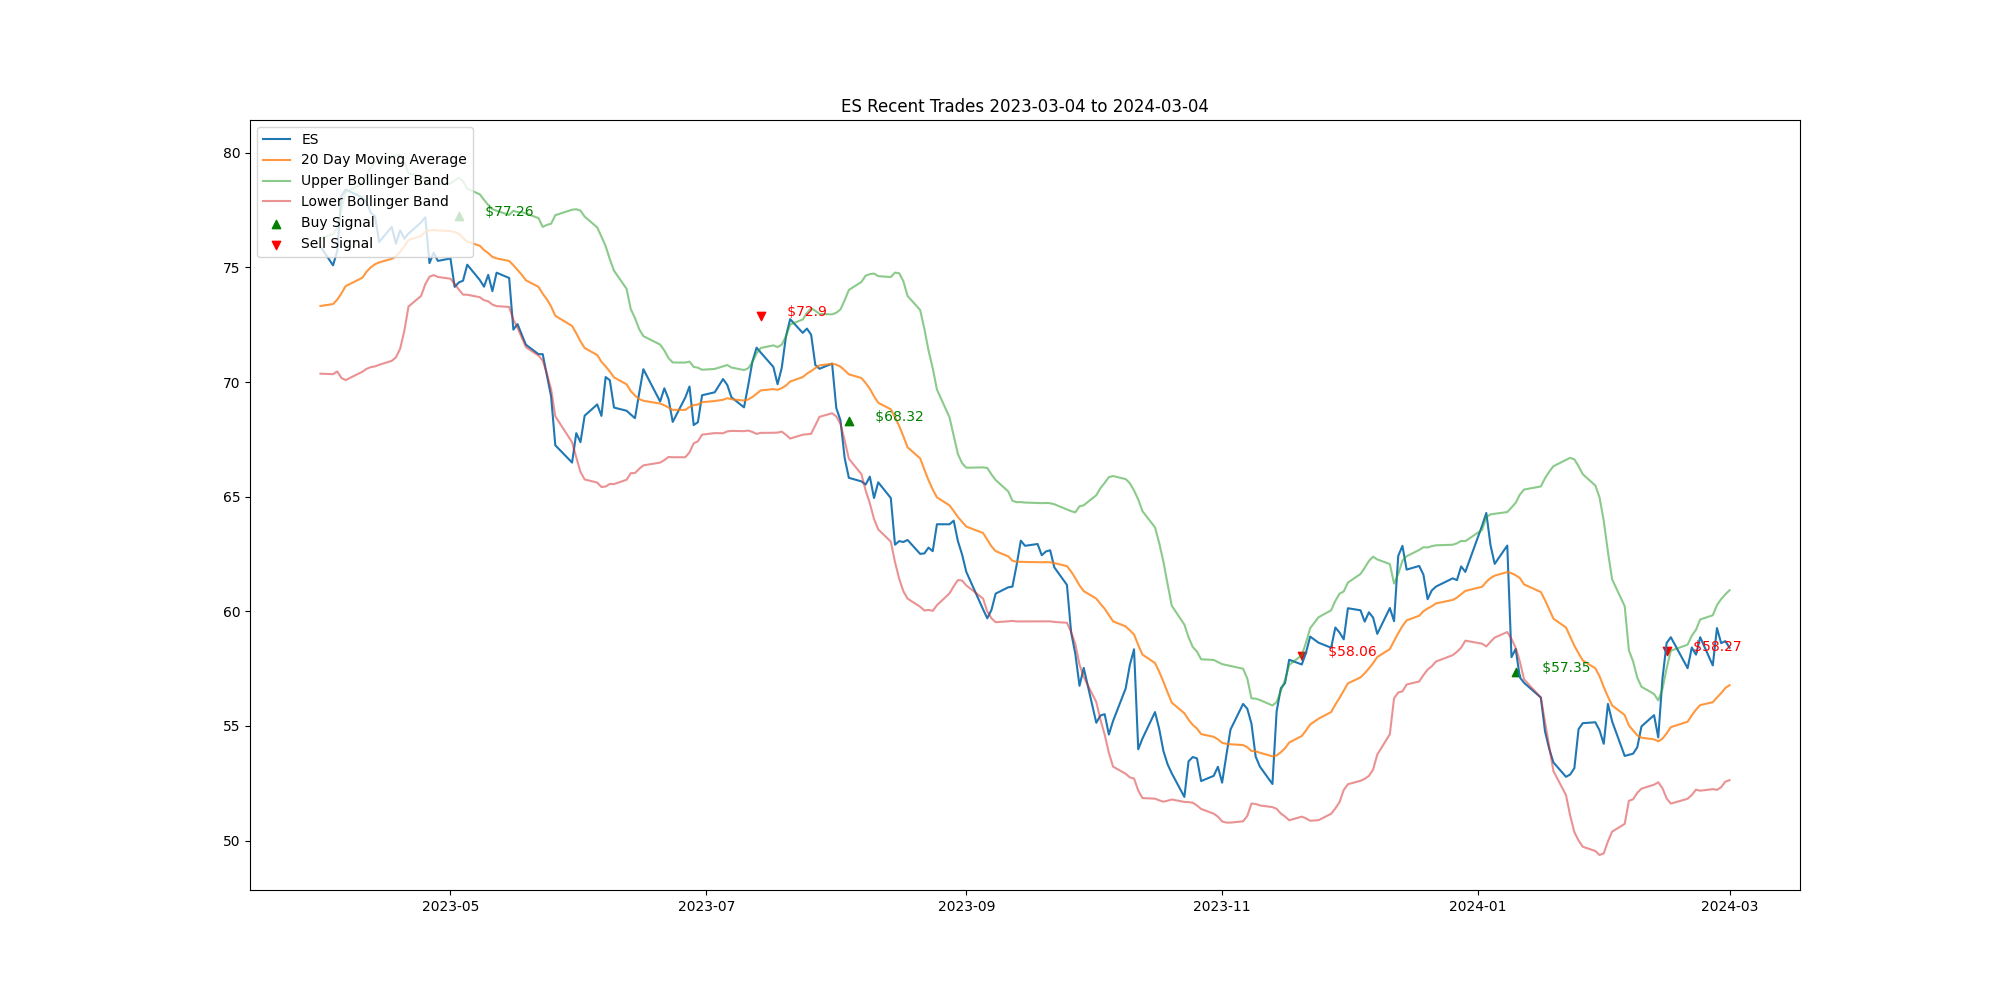 ES Recent Trades 2023-03-04 to 2024-03-04
ES
20 Day Moving Average
Upper Bollinger Band
Lower Bollinger Band
Buy Signal
Sell Signal
80
75
70
65
60
55
50
$77.26
$72.9
$68.32
$58.06
$57.35
$58.27
2023-05
2023-07
2023-09
2023-11
2024-01
2024-03